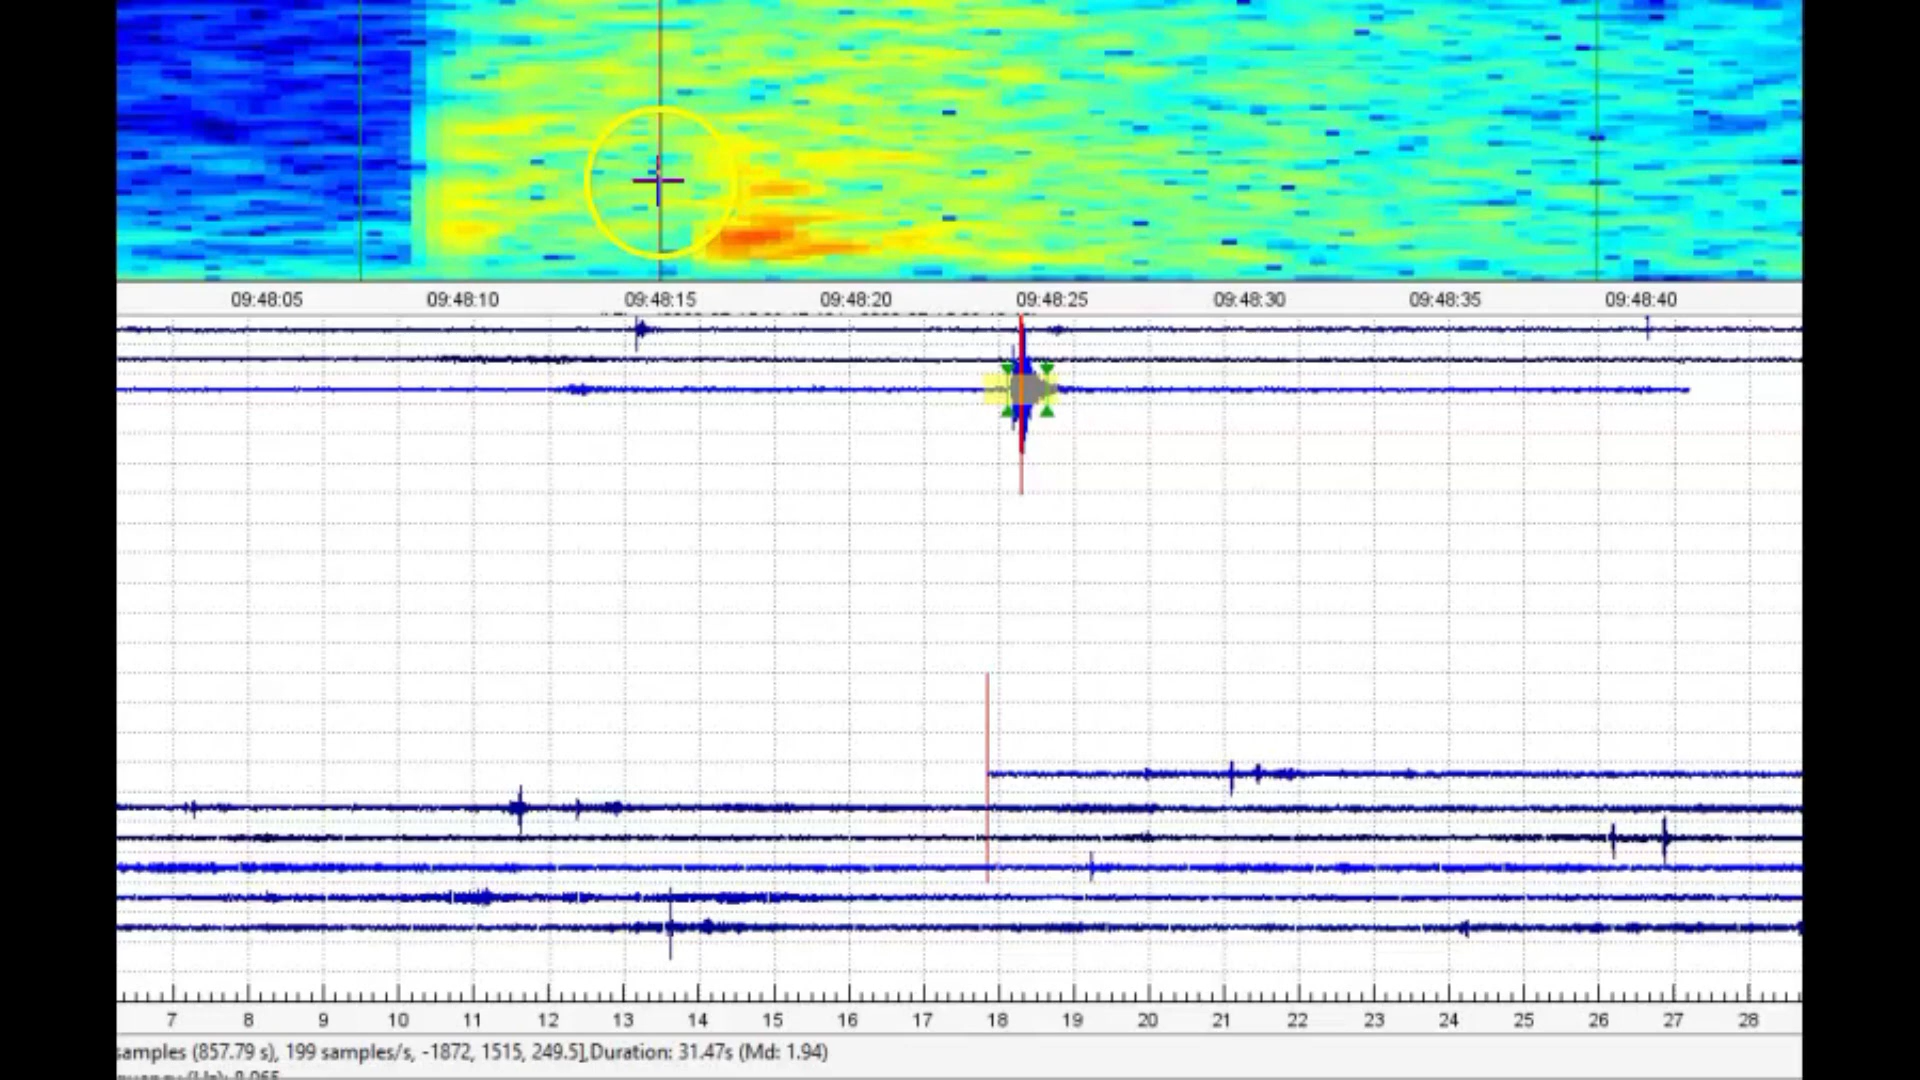 09:48:05 09:48:10 09:48:15 09:48:20 09:48:25 09:48:30 09:48:35 09:48:40
7 8 9 10 11 12 13 14 15 16 17 18 19 20 21 22 23 24 25 26 27 28
samples (857.79 s), 199 samples/s, -1872, 1515, 249.5],Duration: 31.47s (Md: 1.94)